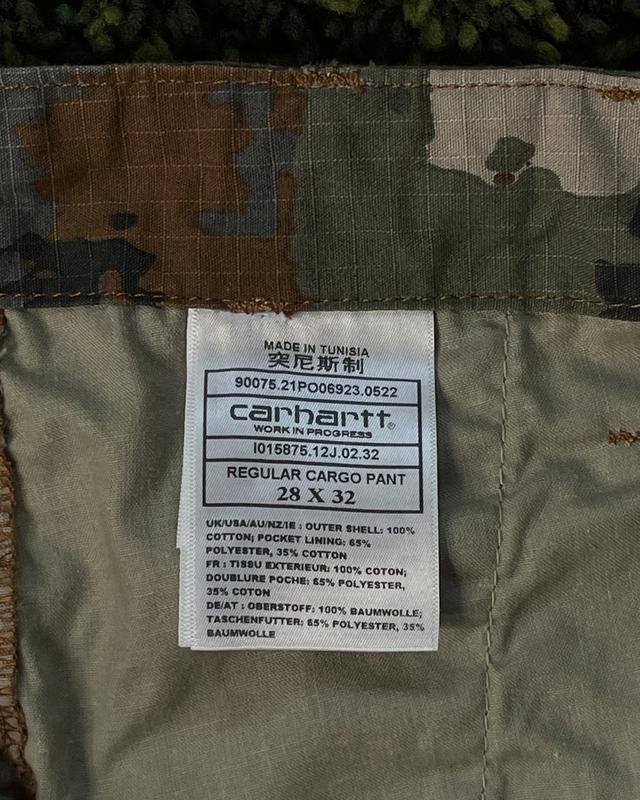 MADE IN TUNISIA
突尼斯制
90075.21PO06923.0522
carhartt®
WORK IN PROGRESS
I015875.12J.02.32
REGULAR CARGO PANT
28 X 32
UK/USA/AU/NZ/IE : OUTER SHELL: 100%
COTTON; POCKET LINING: 65%
POLYESTER, 35% COTTON
FR : TISSU EXTERIEUR: 100% COTON;
DOUBLURE POCHE: 65% POLYESTER,
35% COTON
DE/AT : OBERSTOFF: 100% BAUMWOLLE;
TASCHENFUTTER: 65% POLYESTER, 35%
BAUMWOLLE